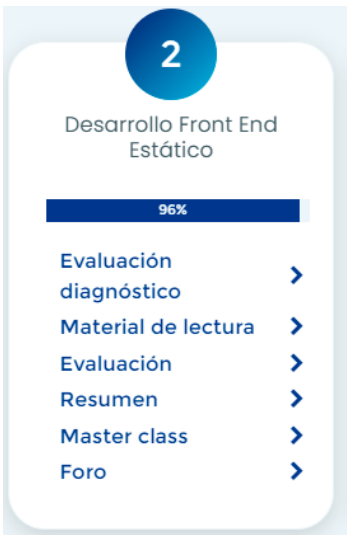 2
Desarrollo Front End
Estático
96%
Evaluación
diagnóstico
Material de lectura
Evaluación
Resumen
Master class
Foro